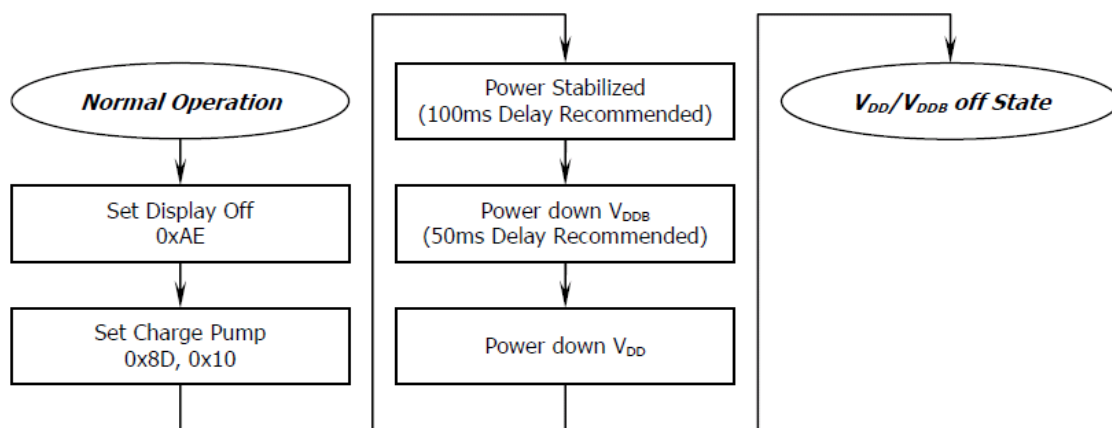 Normal Operation
Set Display Off
0xAE
Set Charge Pump
0x8D, 0x10
Power Stabilized
(100ms Delay Recommended)
Power down VDDB
(50ms Delay Recommended)
Power down VDD
VDD/VDDB off State